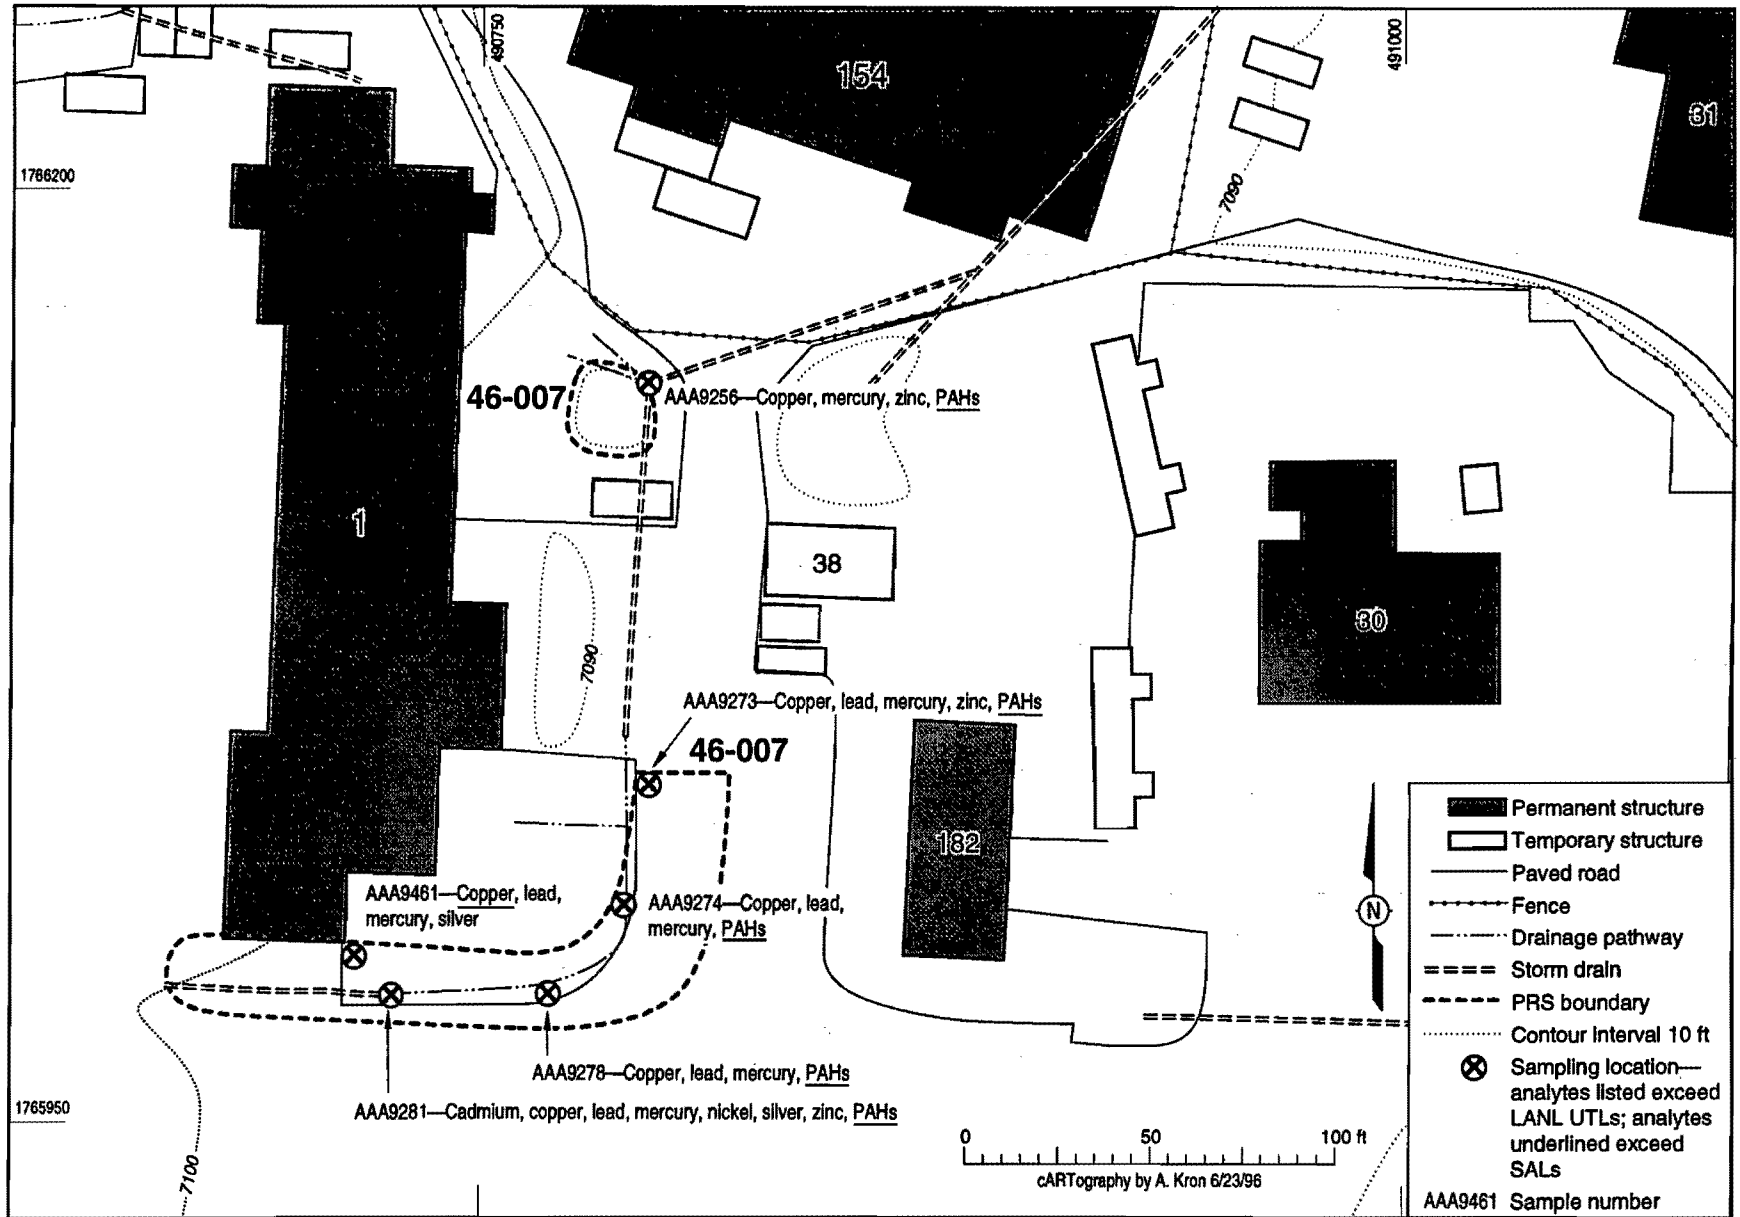 490750
491000
154
31
1766200
7090
46-007
AAA9256—Copper, mercury, zinc, PAHs
1
38
30
7090
AAA9273—Copper, lead, mercury, zinc, PAHs
46-007
182
AAA9461—Copper, lead,
mercury, silver
AAA9274—Copper, lead,
mercury, PAHs
AAA9278—Copper, lead, mercury, PAHs
AAA9281—Cadmium, copper, lead, mercury, nickel, silver, zinc, PAHs
1765950
7100
0 50 100 ft
cARTography by A. Kron 6/23/96
N
Permanent structure
Temporary structure
Paved road
Fence
Drainage pathway
Storm drain
PRS boundary
Contour interval 10 ft
Sampling location—
analytes listed exceed
LANL UTLs; analytes
underlined exceed
SALs
AAA9461 Sample number